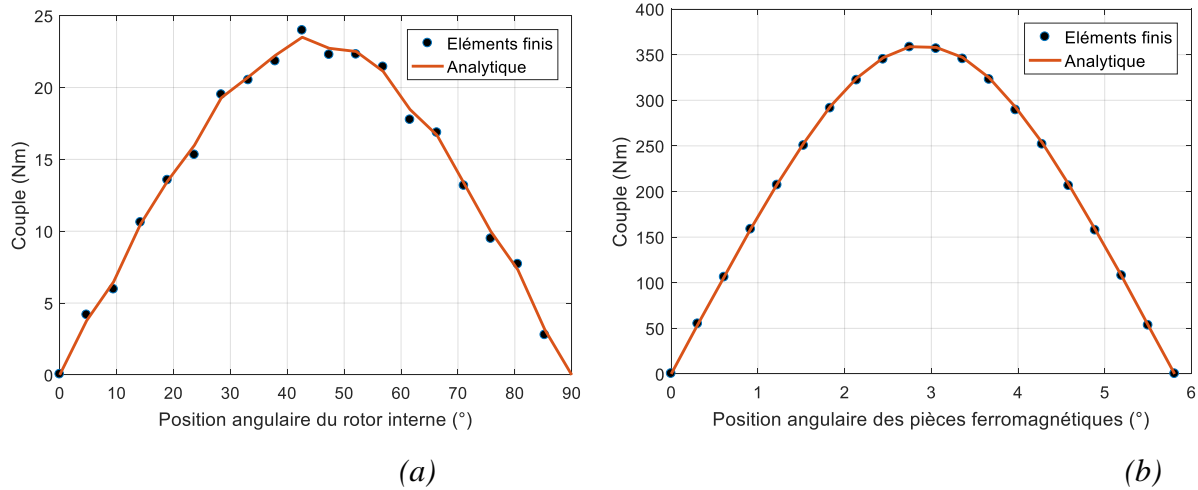 25
20
15
10
5
0
Couple (Nm)
Eléments finis
Analytique
0 10 20 30 40 50 60 70 80 90
Position angulaire du rotor interne (°)
(a)
400
350
300
250
200
150
100
50
0
Couple (Nm)
Eléments finis
Analytique
0 1 2 3 4 5 6
Position angulaire des pièces ferromagnétiques (°)
(b)